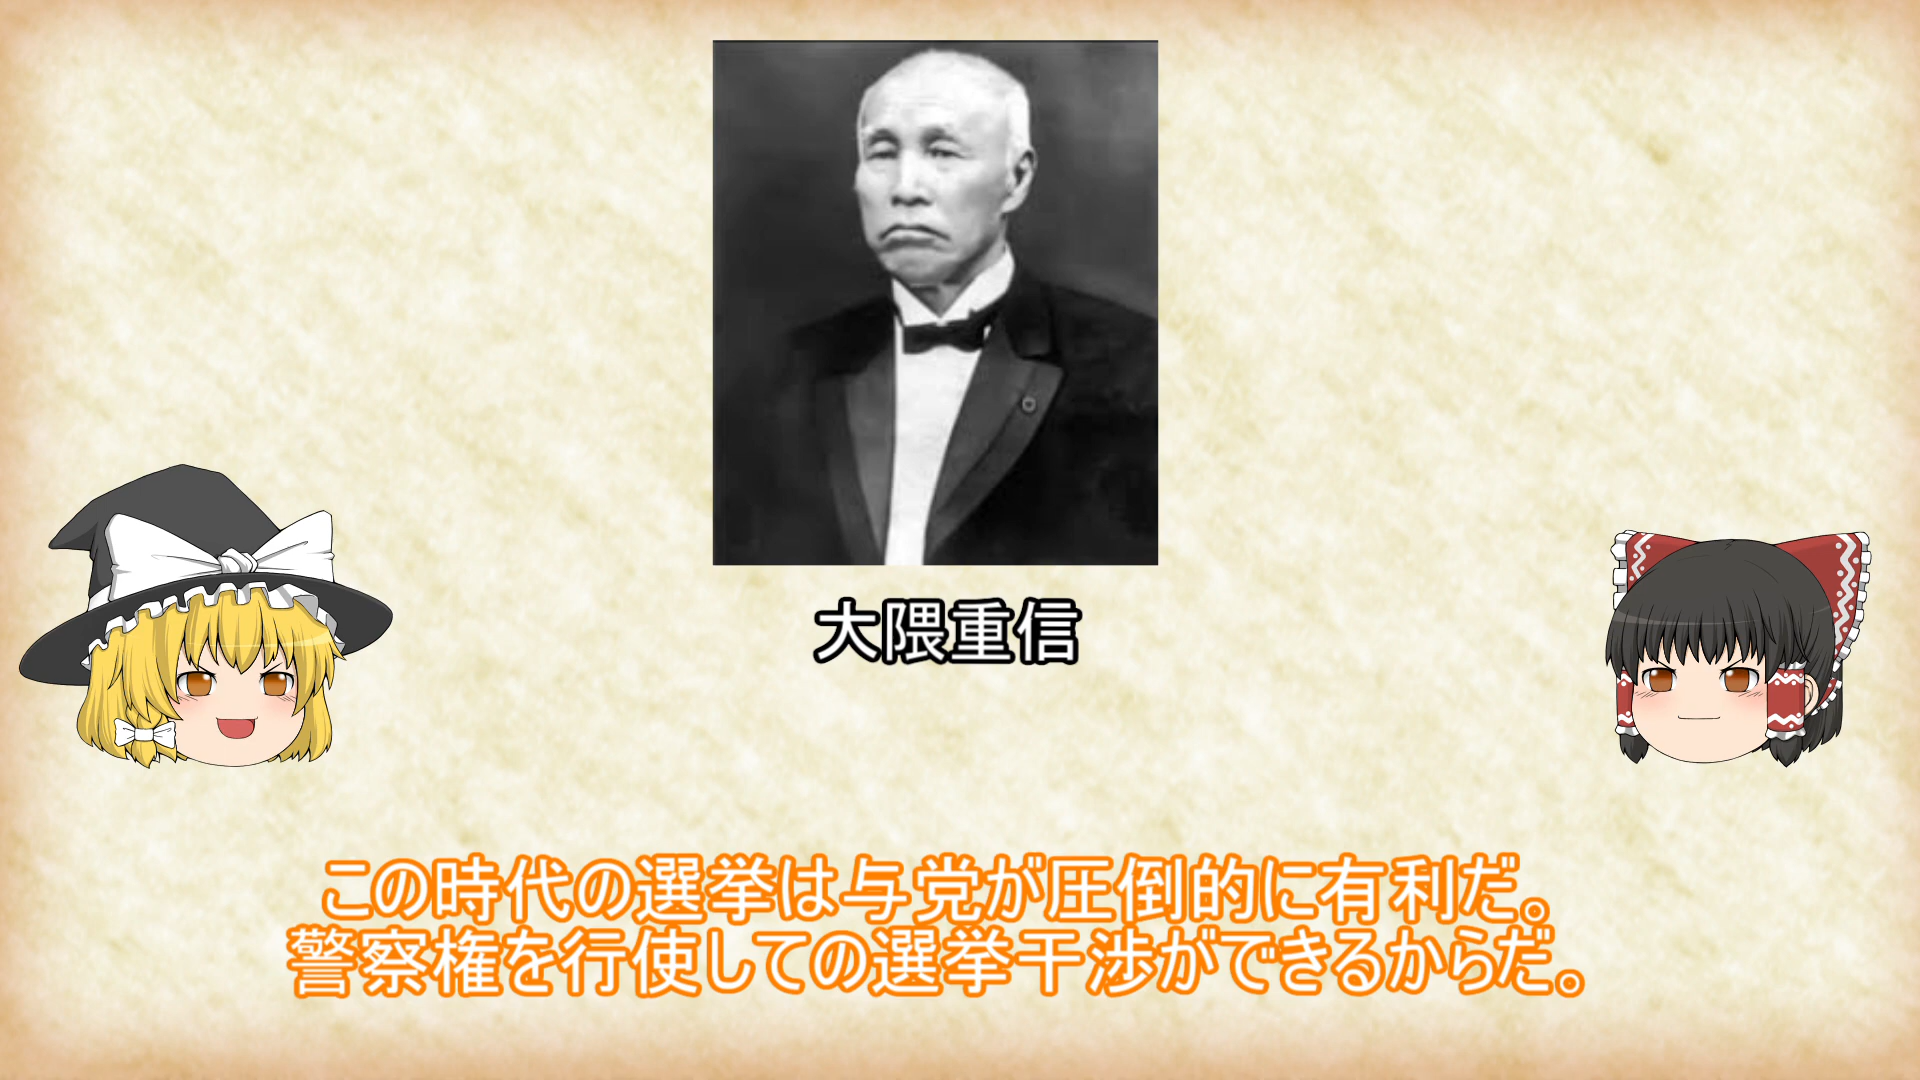 大隈重信
この時代の選挙は与党が圧倒的に有利だ。
警察権を行使しての選挙干渉ができるからだ。